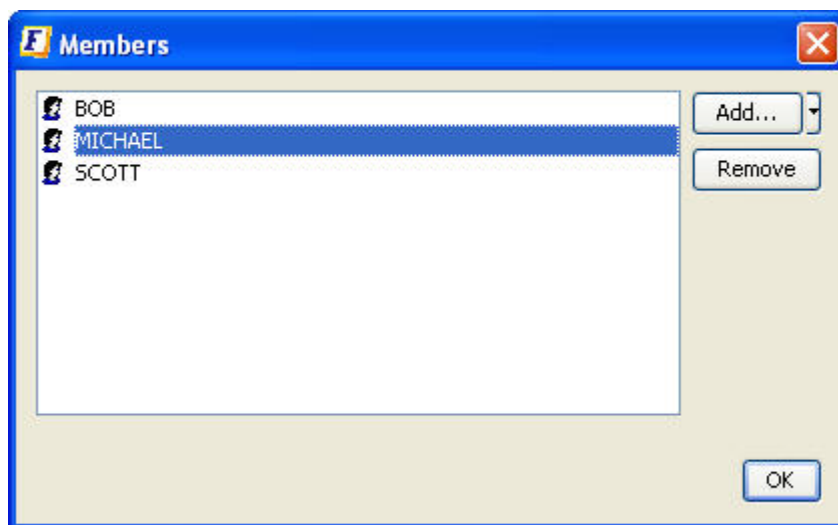 F Members
BOB
MICHAEL
SCOTT
Add...
Remove
OK